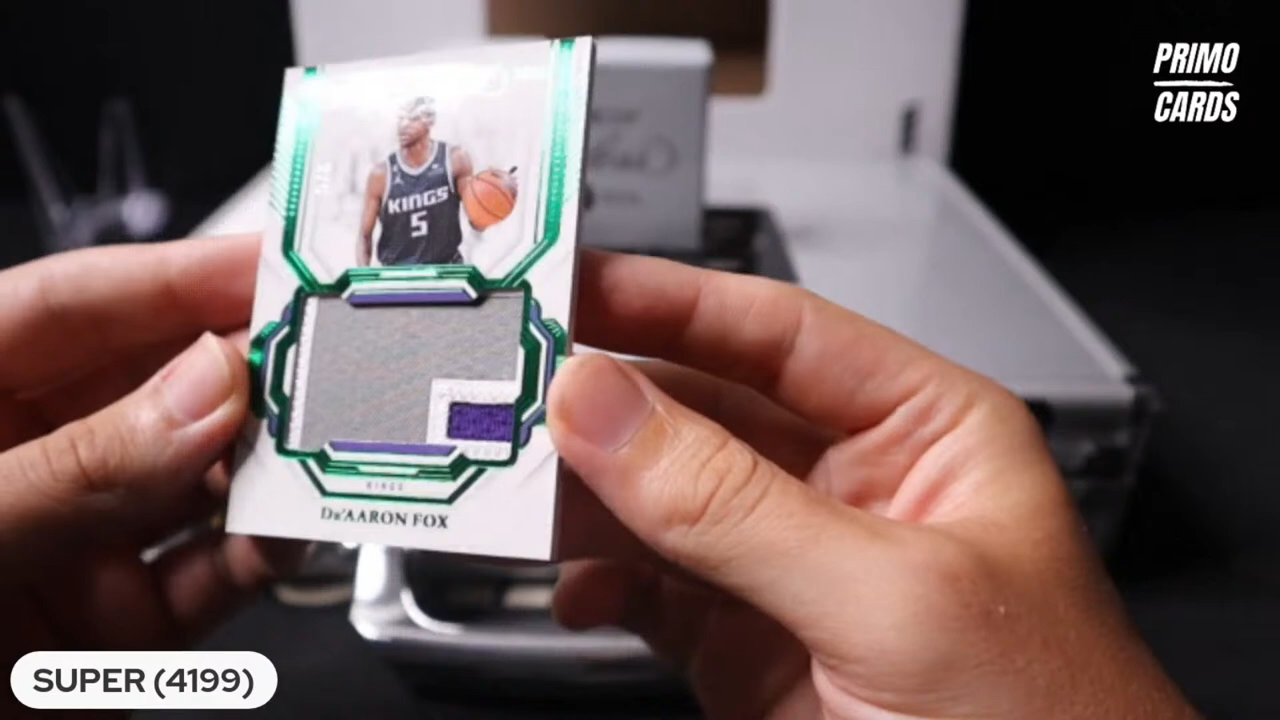 PRIMO
CARDS
KINGS
5
KINGS
De'AARON FOX
SUPER (4199)